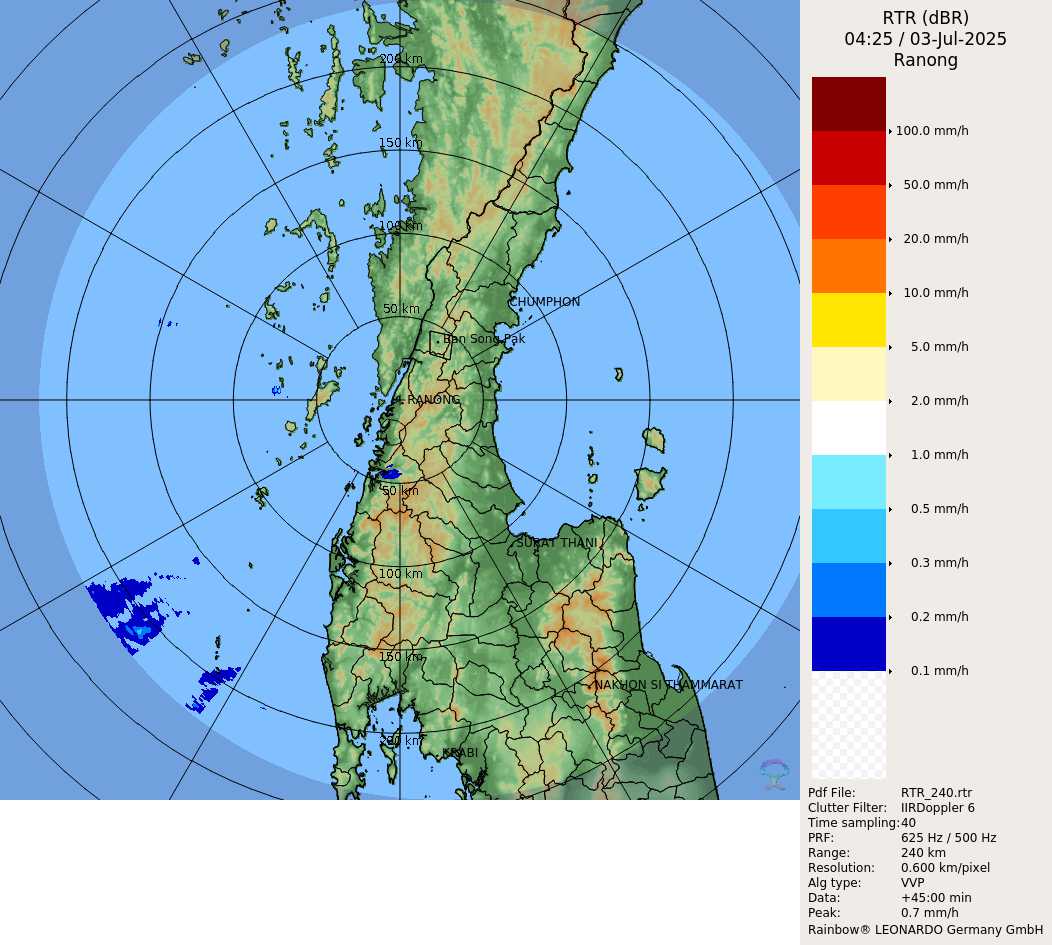 RTR (dBR)
04:25 / 03-Jul-2025
Ranong
200 km
150 km
100 km
50 km
CHUMPHON
Ban Song Pak
RANONG
50 km
SURAT THANI
100 km
150 km
NAKHON SI THAMMARAT
200 km
KRABI
100.0 mm/h
50.0 mm/h
20.0 mm/h
10.0 mm/h
5.0 mm/h
2.0 mm/h
1.0 mm/h
0.5 mm/h
0.3 mm/h
0.2 mm/h
0.1 mm/h
Pdf File: RTR_240.rtr
Clutter Filter: IIRDoppler 6
Time sampling:40
PRF: 625 Hz / 500 Hz
Range: 240 km
Resolution: 0.600 km/pixel
Alg type: VVP
Data: +45:00 min
Peak: 0.7 mm/h
Rainbow® LEONARDO Germany GmbH